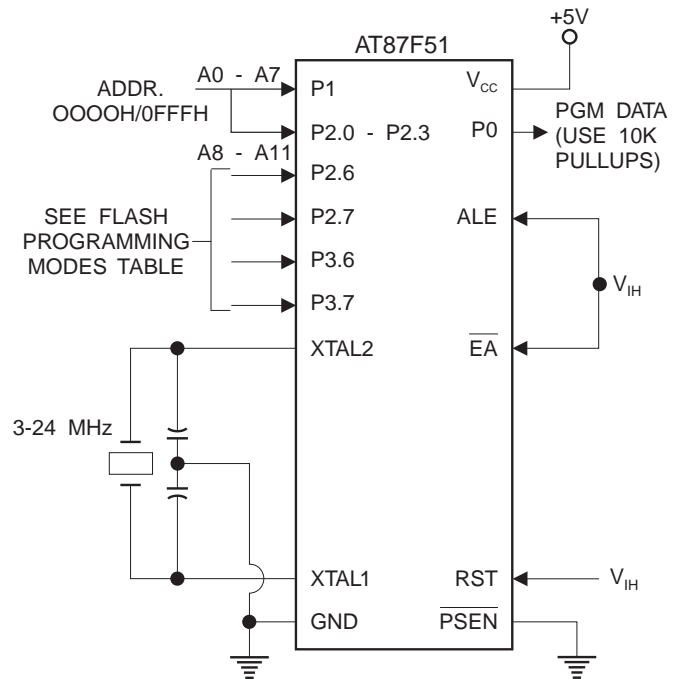 +5V
AT87F51
A0 - A7
ADDR.
OOOOH/0FFFH
P1
VCC
P2.0 - P2.3
P0
PGM DATA
(USE 10K
PULLUPS)
A8 - A11
P2.6
SEE FLASH
PROGRAMMING
MODES TABLE
P2.7
ALE
P3.6
VIH
P3.7
XTAL2
EA
3-24 MHz
XTAL1
RST
VIH
GND
PSEN